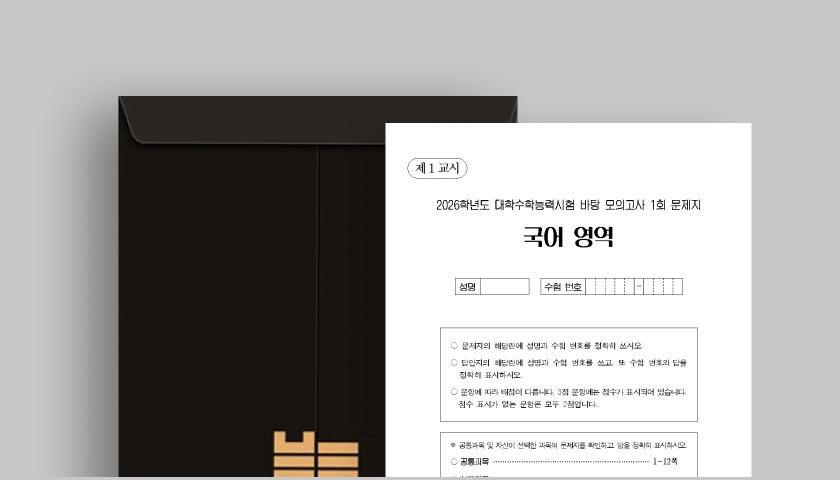 제 1 교시
2026학년도 대학수학능력시험 바탕 모의고사 1회 문제지
국어 영역
성명
수험 번호
–
○ 문제지의 해당란에 성명과 수험 번호를 정확히 쓰시오.
○ 답안지의 해당란에 성명과 수험 번호를 쓰고, 또 수험 번호와 답을
정확히 표시하시오.
○ 문항에 따라 배점이 다릅니다. 3점 문항에는 점수가 표시되어 있습니다.
점수 표시가 없는 문항은 모두 2점입니다.
※ 공통과목 및 자신이 선택한 과목의 문제지를 확인하고, 답을 정확히 표시하시오.
○ 공통과목 ·········· 1~12쪽